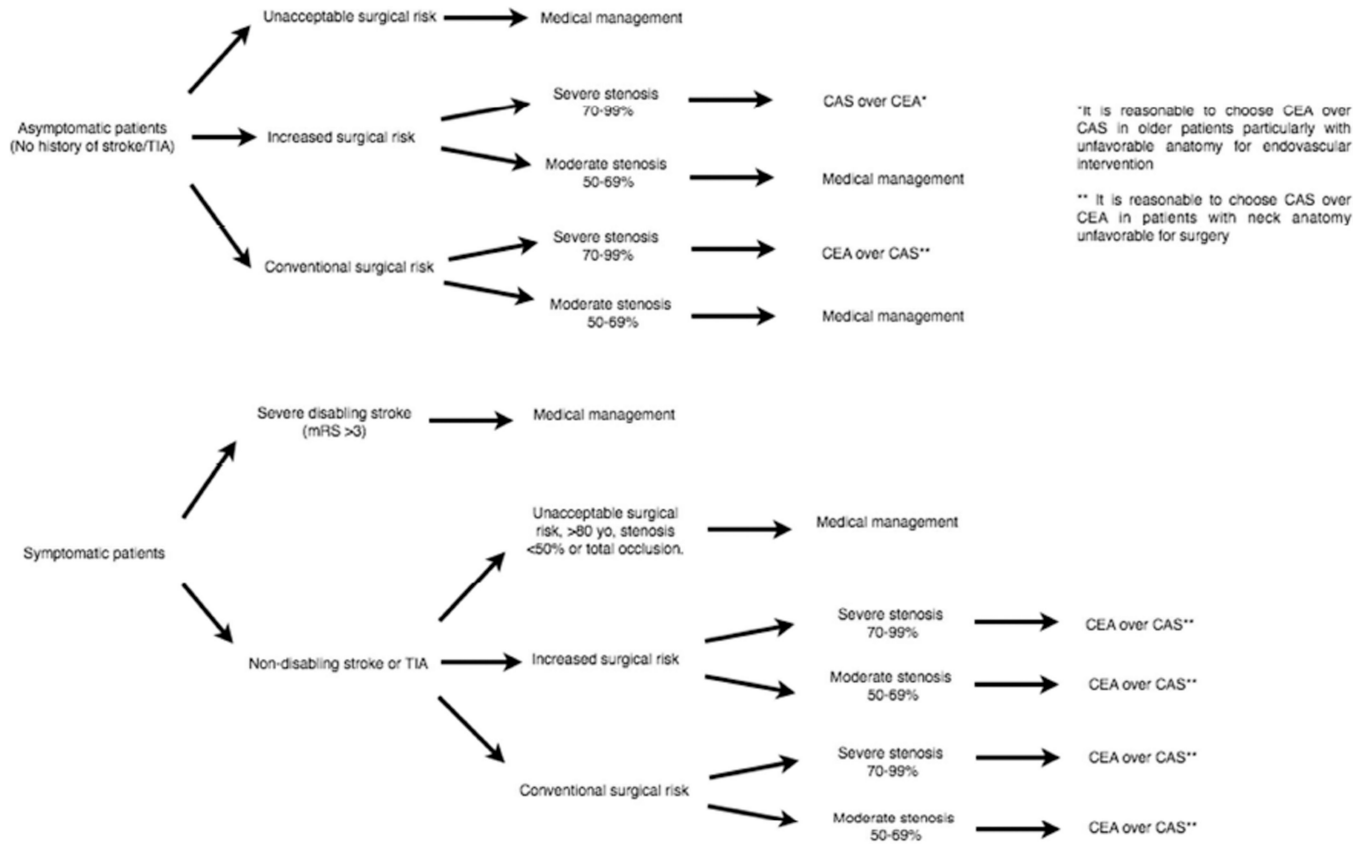 Unacceptable surgical risk
Medical management
Asymptomatic patients
(No history of stroke/TIA)
Increased surgical risk
Severe stenosis
70-99%
CAS over CEA*
Moderate stenosis
50-69%
Medical management
Conventional surgical risk
Severe stenosis
70-99%
CEA over CAS**
Moderate stenosis
50-69%
Medical management
*It is reasonable to choose CEA over
CAS in older patients particularly with
unfavorable anatomy for endovascular
intervention
** It is reasonable to choose CAS over
CEA in patients with neck anatomy
unfavorable for surgery
Symptomatic patients
Severe disabling stroke
(mRS >3)
Medical management
Non-disabling stroke or TIA
Unacceptable surgical
risk, >80 yo, stenosis
<50% or total occlusion.
Medical management
Increased surgical risk
Severe stenosis
70-99%
CEA over CAS**
Moderate stenosis
50-69%
CEA over CAS**
Conventional surgical risk
Severe stenosis
70-99%
CEA over CAS**
Moderate stenosis
50-69%
CEA over CAS**